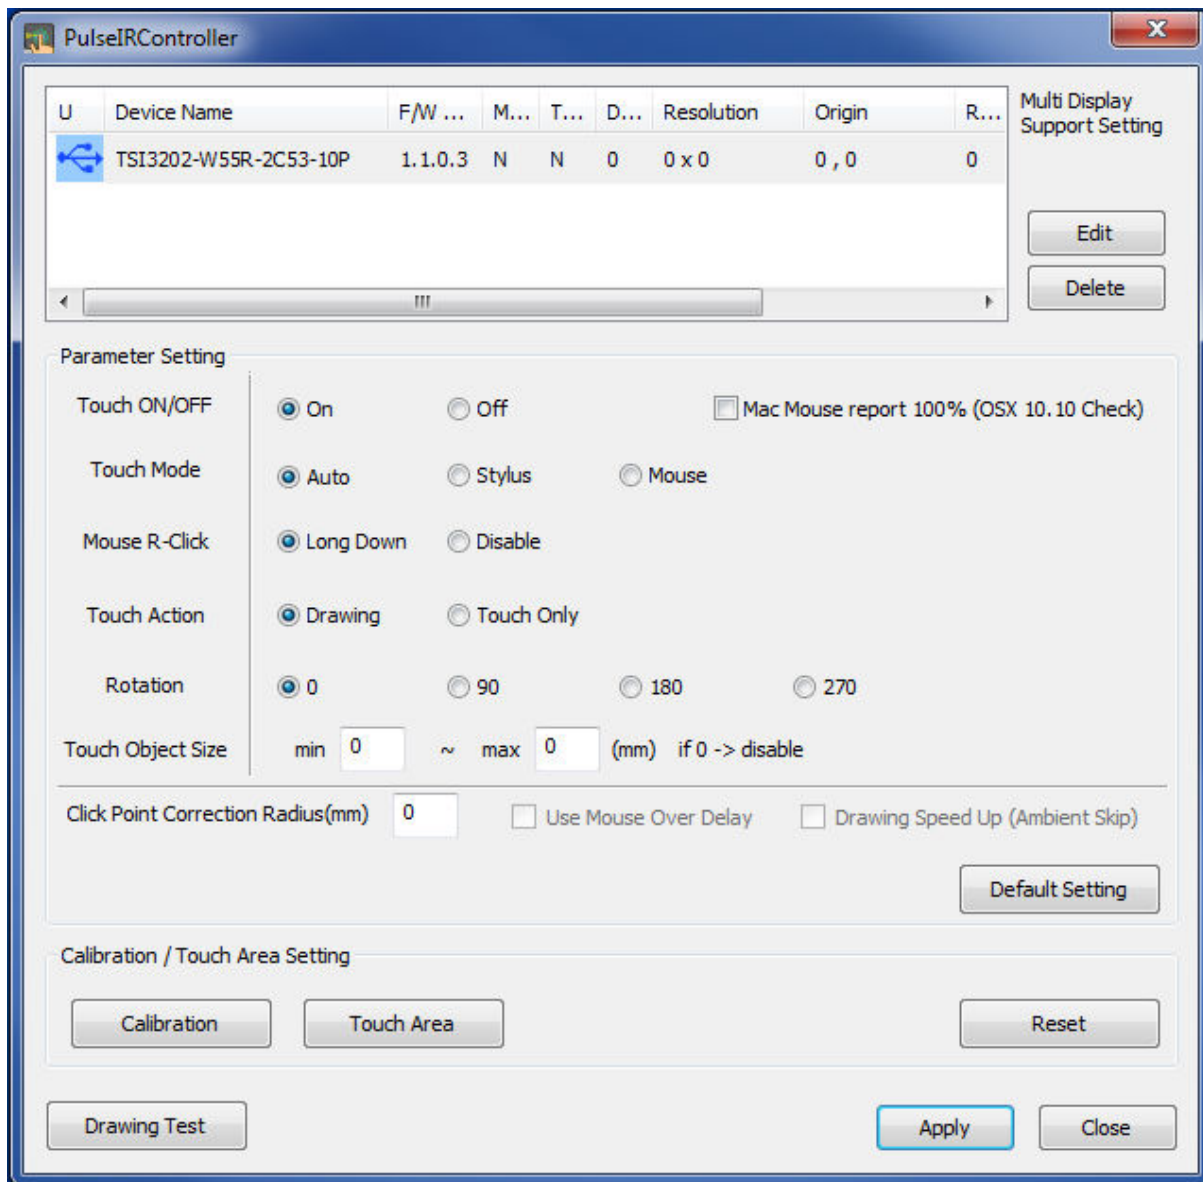 PulseIRController
U Device Name F/W ... M... T... D... Resolution Origin R...
TSI3202-W55R-2C53-10P 1.1.0.3 N N 0 0 x 0 0 , 0 0
Multi Display
Support Setting
Edit
Delete
Parameter Setting
Touch ON/OFF On Off Mac Mouse report 100% (OSX 10.10 Check)
Touch Mode Auto Stylus Mouse
Mouse R-Click Long Down Disable
Touch Action Drawing Touch Only
Rotation 0 90 180 270
Touch Object Size min 0 ~ max 0 (mm) if 0 -> disable
Click Point Correction Radius(mm) 0 Use Mouse Over Delay Drawing Speed Up (Ambient Skip)
Default Setting
Calibration / Touch Area Setting
Calibration Touch Area Reset
Drawing Test Apply Close